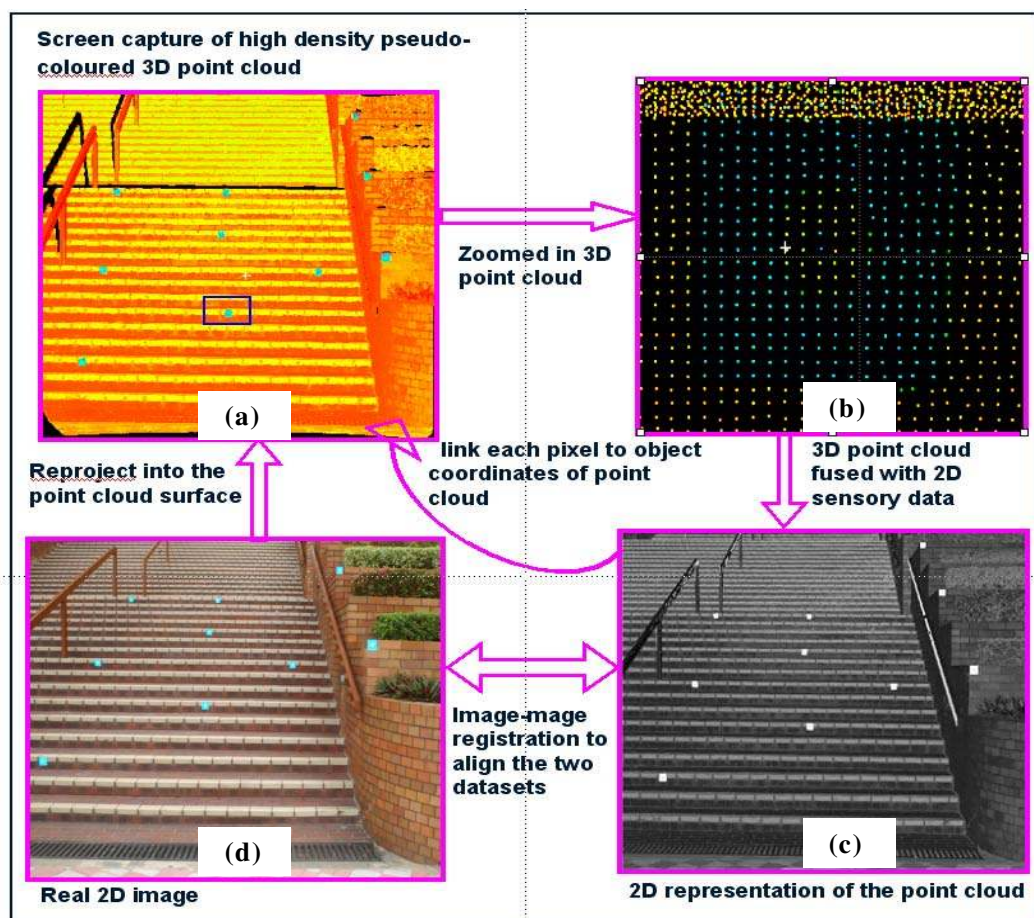 Screen capture of high density pseudo-
coloured 3D point cloud
(a)
Zoomed in 3D
point cloud
(b)
Reproject into the
point cloud surface
link each pixel to object
coordinates of point
cloud
3D point cloud
fused with 2D
sensory data
(d)
Image-mage
registration to
align the two
datasets
(c)
Real 2D image
2D representation of the point cloud